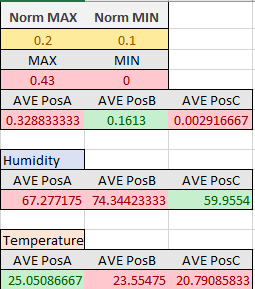 Norm MAX Norm MIN
0.2 0.1
MAX MIN
0.43 0
AVE PosA AVE PosB AVE PosC
0.328833333 0.1613 0.002916667
Humidity
AVE PosA AVE PosB AVE PosC
67.277175 74.34423333 59.9554
Temperature
AVE PosA AVE PosB AVE PosC
25.05086667 23.55475 20.79085833